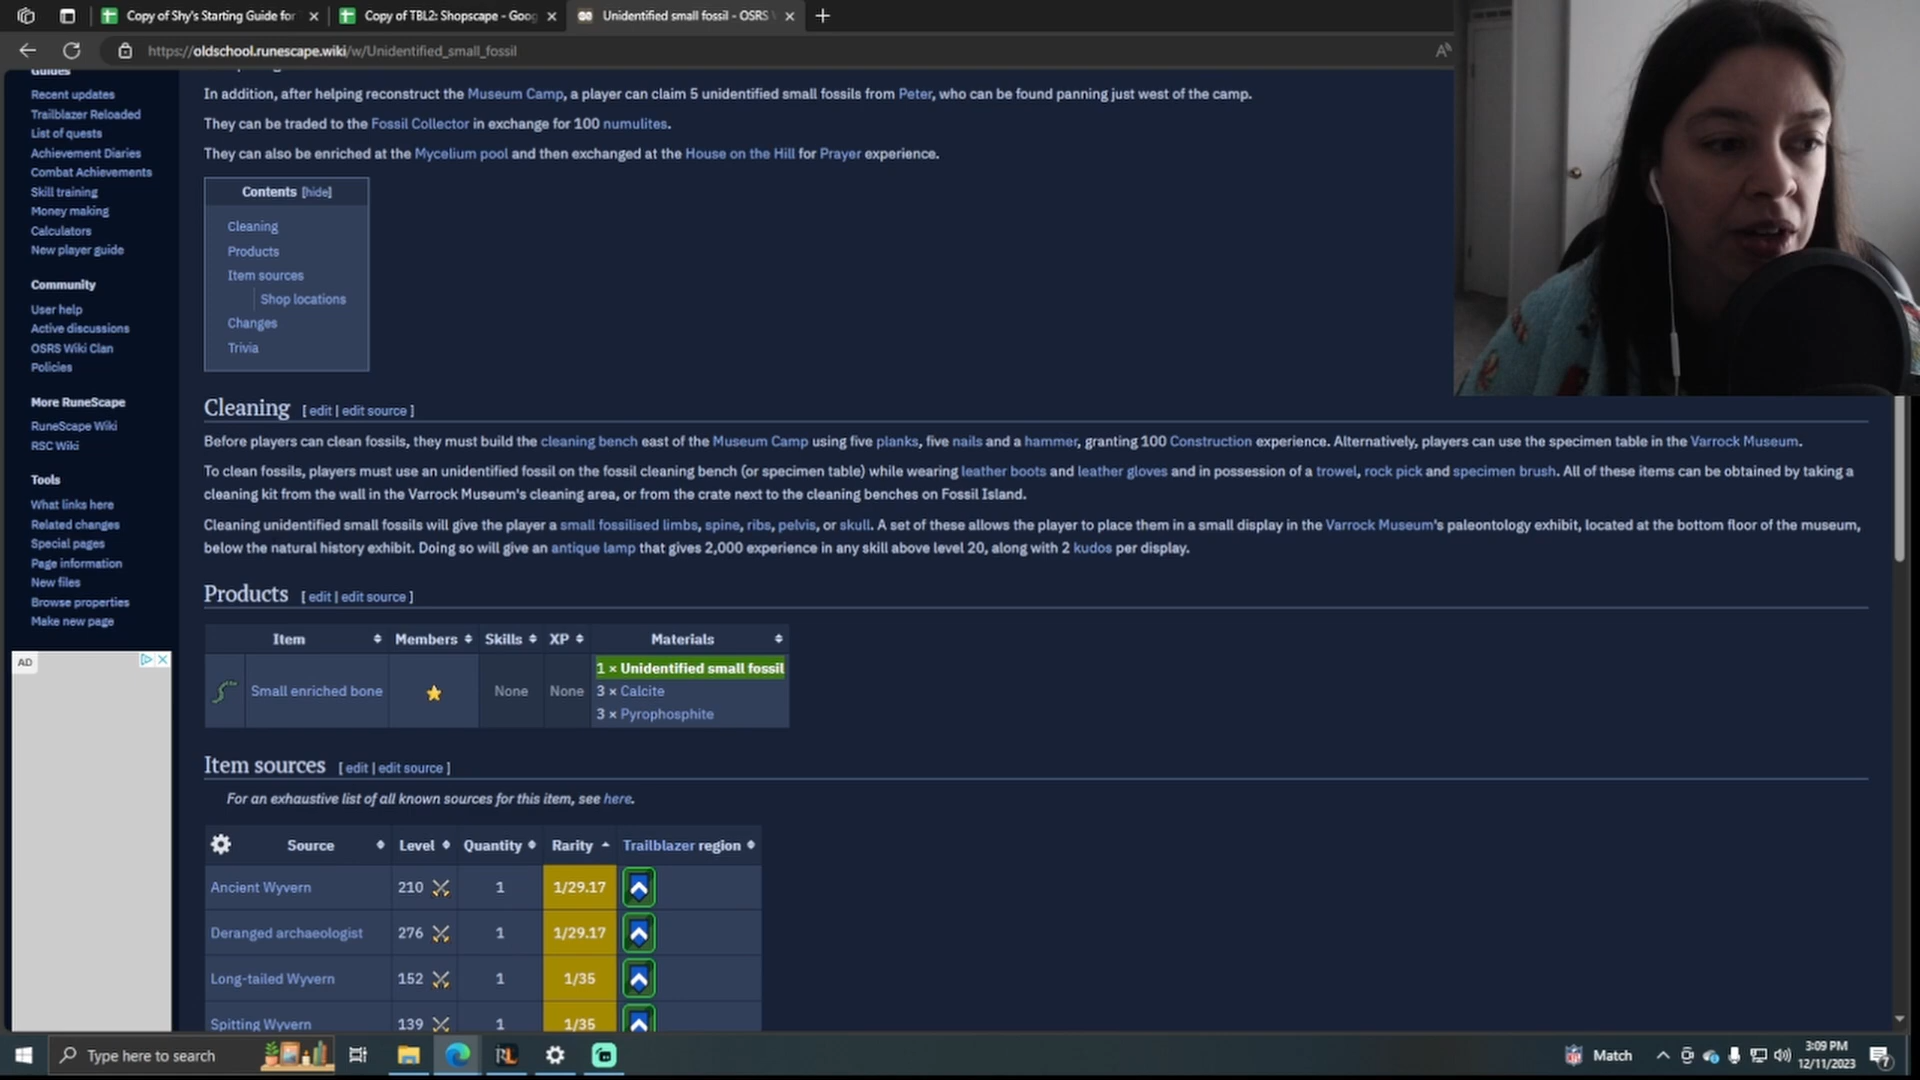 Copy of Shy's Starting Guide for
Copy of TBL2: Shopscape - Goog
Unidentified small fossil - OSRS
https://oldschool.runescape.wiki/w/Unidentified_small_fossil
Guides
Recent updates
Trailblazer Reloaded
List of quests
Achievement Diaries
Combat Achievements
Skill training
Money making
Calculators
New player guide
Community
User help
Active discussions
OSRS Wiki Clan
Policies
More RuneScape
RuneScape Wiki
RSC Wiki
Tools
What links here
Related changes
Special pages
Page information
New files
Browse properties
Make new page
AD
In addition, after helping reconstruct the Museum Camp, a player can claim 5 unidentified small fossils from Peter, who can be found panning just west of the camp.
They can be traded to the Fossil Collector in exchange for 100 numulites.
They can also be enriched at the Mycelium pool and then exchanged at the House on the Hill for Prayer experience.
Contents [hide]
Cleaning
Products
Item sources
Shop locations
Changes
Trivia
Cleaning [ edit | edit source ]
Before players can clean fossils, they must build the cleaning bench east of the Museum Camp using five planks, five nails and a hammer, granting 100 Construction experience. Alternatively, players can use the specimen table in the Varrock Museum.
To clean fossils, players must use an unidentified fossil on the fossil cleaning bench (or specimen table) while wearing leather boots and leather gloves and in possession of a trowel, rock pick and specimen brush. All of these items can be obtained by taking a
cleaning kit from the wall in the Varrock Museum's cleaning area, or from the crate next to the cleaning benches on Fossil Island.
Cleaning unidentified small fossils will give the player a small fossilised limbs, spine, ribs, pelvis, or skull. A set of these allows the player to place them in a small display in the Varrock Museum's paleontology exhibit, located at the bottom floor of the museum,
below the natural history exhibit. Doing so will give an antique lamp that gives 2,000 experience in any skill above level 20, along with 2 kudos per display.
Products [ edit | edit source ]
Item Members Skills XP Materials
Small enriched bone None None
1 × Unidentified small fossil
3 × Calcite
3 × Pyrophosphite
Item sources [ edit | edit source ]
For an exhaustive list of all known sources for this item, see here.
Source Level Quantity Rarity Trailblazer region
Ancient Wyvern 210 1 1/29.17
Deranged archaeologist 276 1 1/29.17
Long-tailed Wyvern 152 1 1/35
Spitting Wyvern 139 1 1/35
Type here to search
Match
3:09 PM
12/11/2023